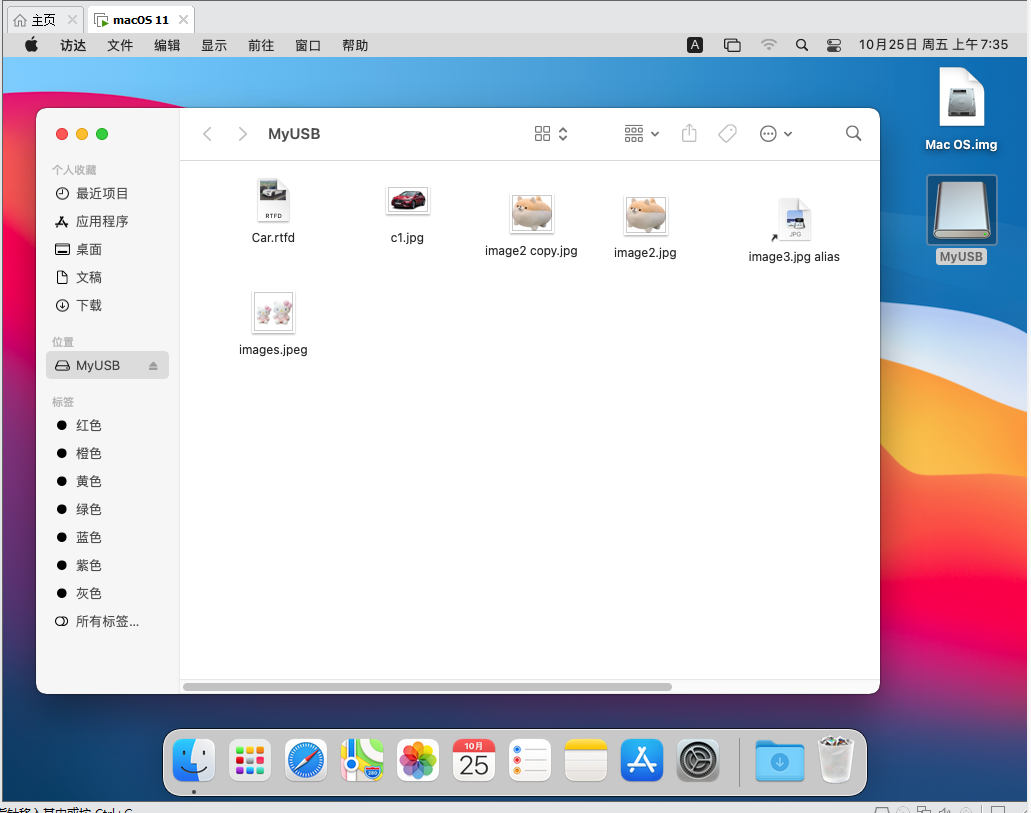 主页
macOS 11
访达 文件 编辑 显示 前往 窗口 帮助
A
10月25日 周五 上午7:35
MyUSB
个人收藏
最近项目
应用程序
桌面
文稿
下载
位置
MyUSB
标签
红色
橙色
黄色
绿色
蓝色
紫色
灰色
所有标签...
RTFD
Car.rtfd
c1.jpg
image2 copy.jpg
image2.jpg
JPG
image3.jpg alias
images.jpeg
Mac OS.img
MyUSB
10月
25
280
Ctrl+G